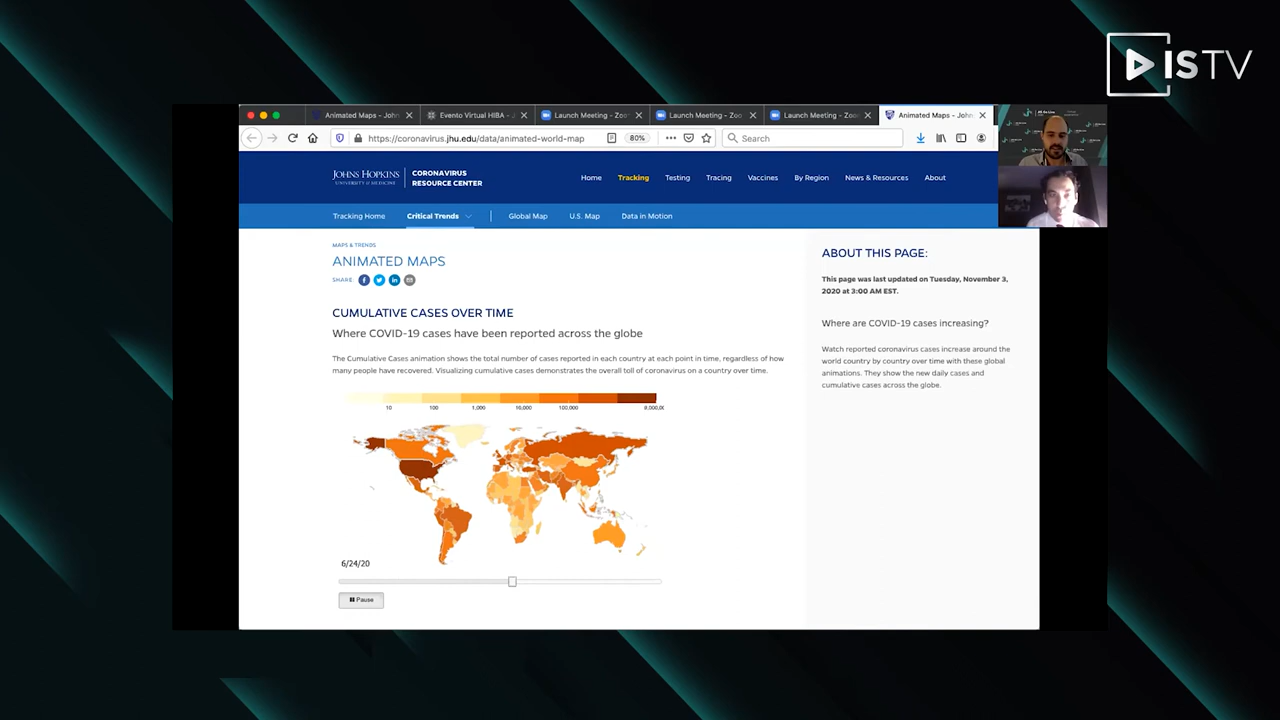 ISTV
Animated Maps - John
Evento Virtual HIBA - J
Launch Meeting - Zoo
Launch Meeting - Zoo
Launch Meeting - Zoo
Animated Maps - John
https://coronavirus.jhu.edu/data/animated-world-map
80%
Search
JOHNS HOPKINS
UNIVERSITY & MEDICINE
CORONAVIRUS
RESOURCE CENTER
Home
Tracking
Testing
Tracing
Vaccines
By Region
News & Resources
About
Tracking Home
Critical Trends
Global Map
U.S. Map
Data in Motion
MAPS & TRENDS
ANIMATED MAPS
SHARE:
CUMULATIVE CASES OVER TIME
Where COVID-19 cases have been reported across the globe
The Cumulative Cases animation shows the total number of cases reported in each country at each point in time, regardless of how
many people have recovered. Visualizing cumulative cases demonstrates the overall toll of coronavirus on a country over time.
10
100
1,000
10,000
100,000
6/24/20
Pause
ABOUT THIS PAGE:
This page was last updated on Tuesday, November 3,
2020 at 3:00 AM EST.
Where are COVID-19 cases increasing?
Watch reported coronavirus cases increase around the
world country by country over time with these global
animations. They show the new daily cases and
cumulative cases across the globe.